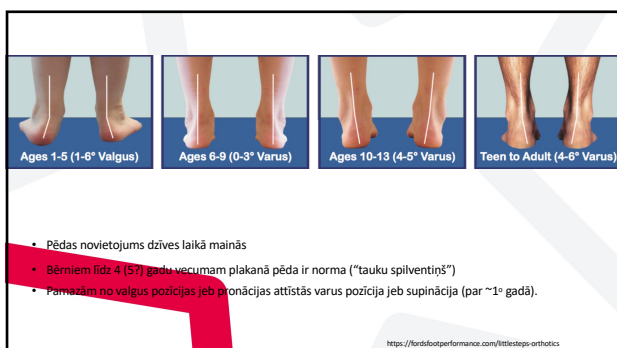 Ages 1-5 (1-6° Valgus)
Ages 6-9 (0-3° Varus)
Ages 10-13 (4-5° Varus)
Teen to Adult (4-6° Varus)
• Pēdas novietojums dzīves laikā mainās
• Bērniem līdz 4 (5?) gadu vecumam plakanā pēda ir norma (“tauku spilventiņš”)
• Pamazām no valgus pozīcijas jeb pronācijas attīstās varus pozīcija jeb supinācija (par ~1° gadā).
https://fordsfootperformance.com/littlesteps-orthotics